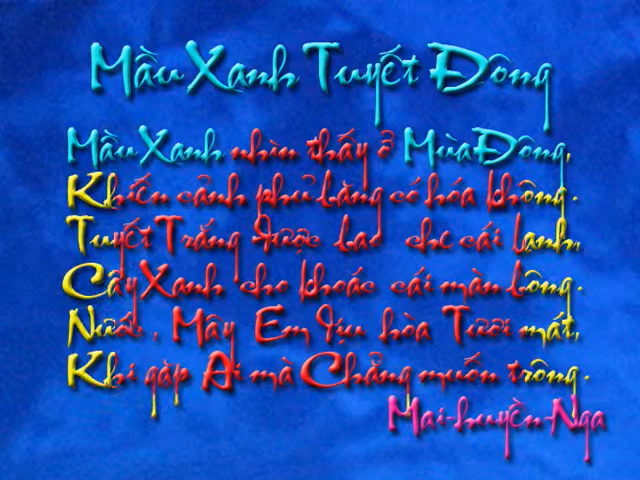 Mầu Xanh Tuyết Đông
Mầu Xanh nhìn thấy ở Mùa Đông,
Khiến cảnh phủ băng có hóa không.
Tuyết Trắng được bao che cái lạnh,
Cây Xanh cho khoác cái màn bông.
Nước, Mây Em dịu hòa Tươi mát,
Khi gặp Ai mà Chẳng muốn trông.
Mai-huyền-Nga